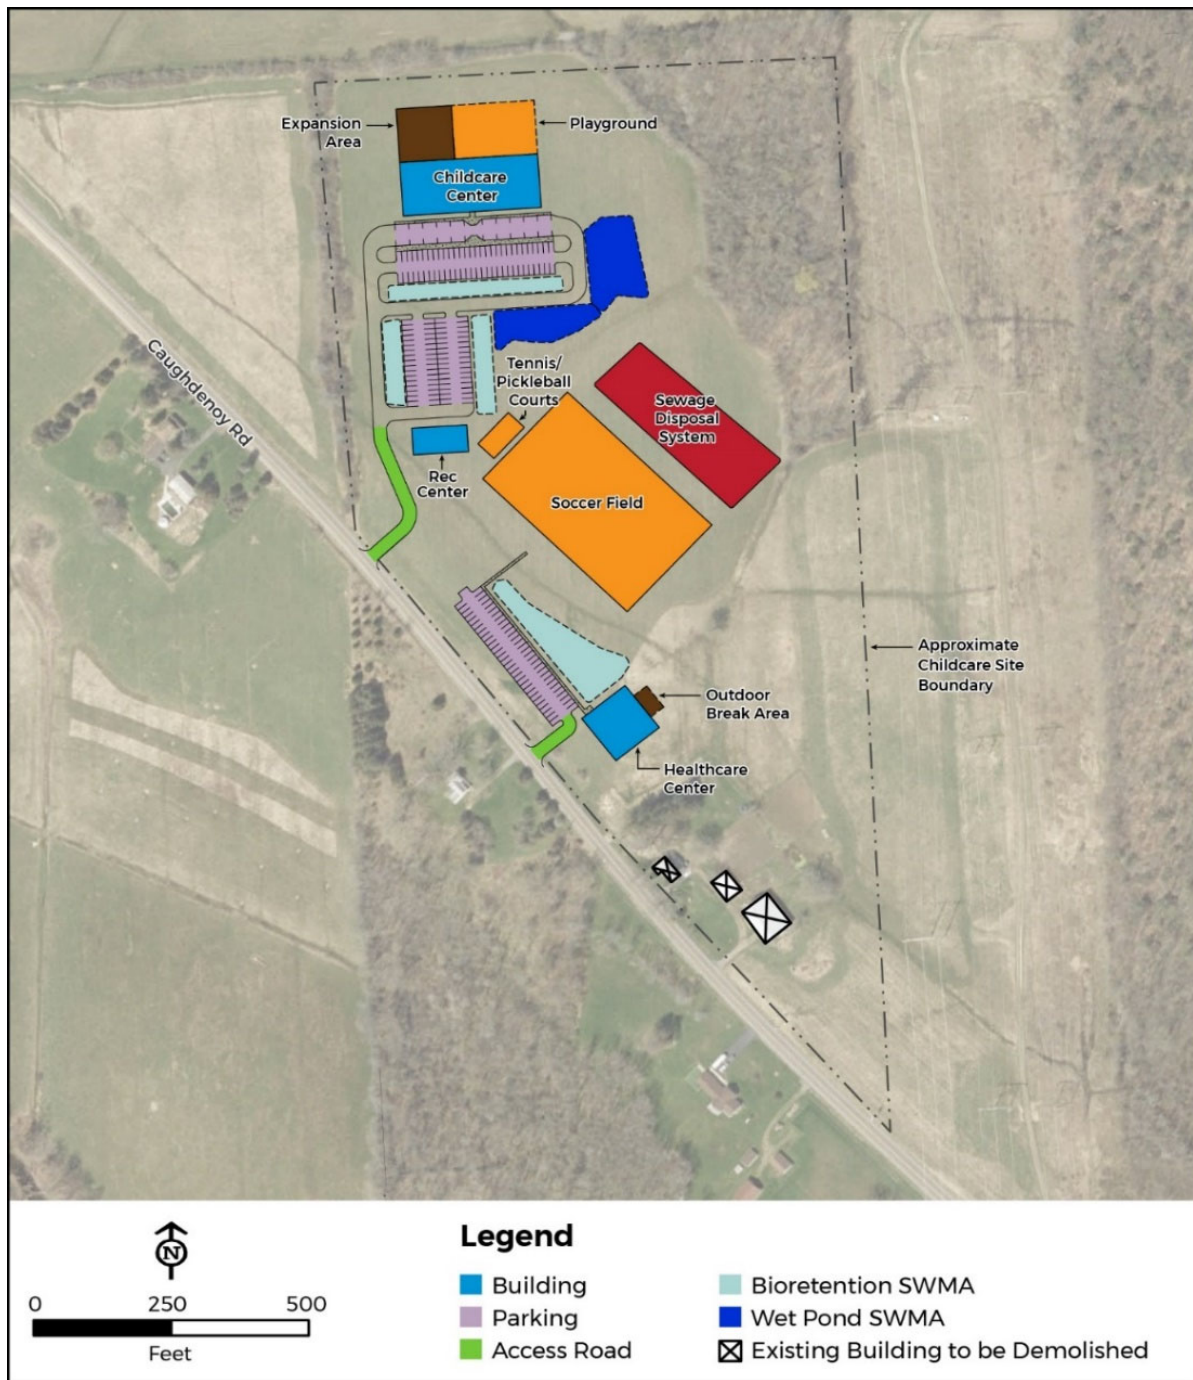 Expansion
Area
Playground
Childcare
Center
Caughdenoy Rd
Tennis/
Pickleball
Courts
Sewage
Disposal
System
Rec
Center
Soccer Field
Approximate
Childcare Site
Boundary
Outdoor
Break Area
Healthcare
Center
N
0 250 500
Feet
Legend
Building
Parking
Access Road
Bioretention SWMA
Wet Pond SWMA
Existing Building to be Demolished